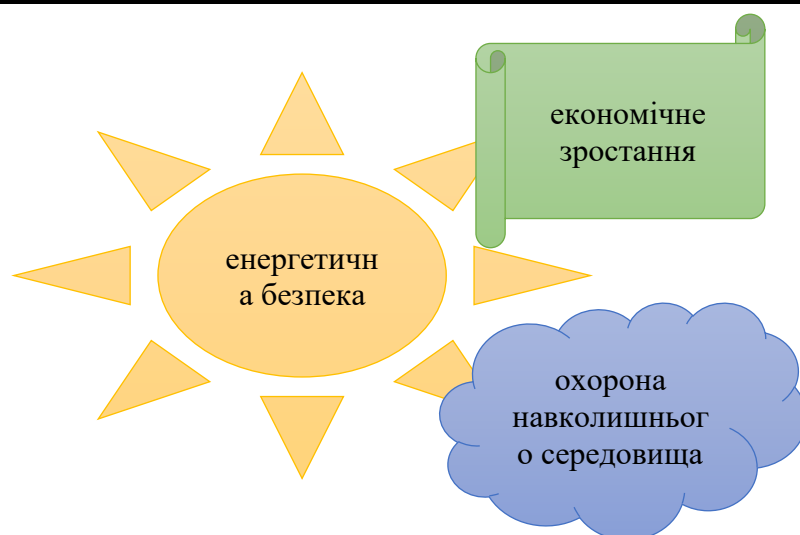 економічне
зростання
енергетичн
а безпека
охорона
навколишньог
о середовища